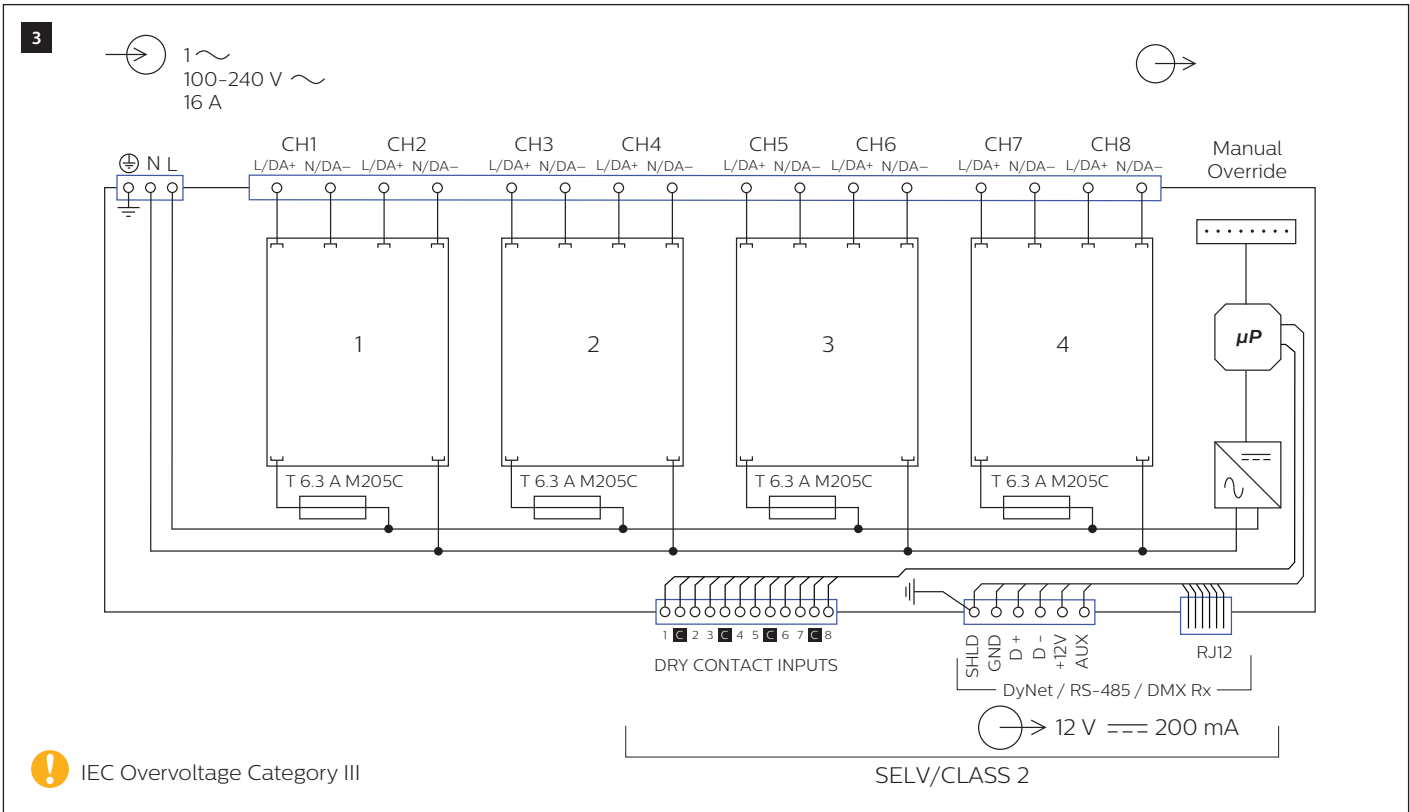 3
1
100-240 V
16 A
CH1 CH2 CH3 CH4 CH5 CH6 CH7 CH8
Manual
Override
N L
L/DA+ N/DA− L/DA+ N/DA− L/DA+ N/DA− L/DA+ N/DA− L/DA+ N/DA− L/DA+ N/DA− L/DA+ N/DA− L/DA+ N/DA−
1 2 3 4
µP
T 6.3 A M205C T 6.3 A M205C T 6.3 A M205C T 6.3 A M205C
1 C 2 3 C 4 5 C 6 7 C 8
DRY CONTACT INPUTS
SHLD
GND
D +
D -
+12V
AUX
RJ12
DyNet / RS-485 / DMX Rx
12 V 200 mA
SELV/CLASS 2
! IEC Overvoltage Category III